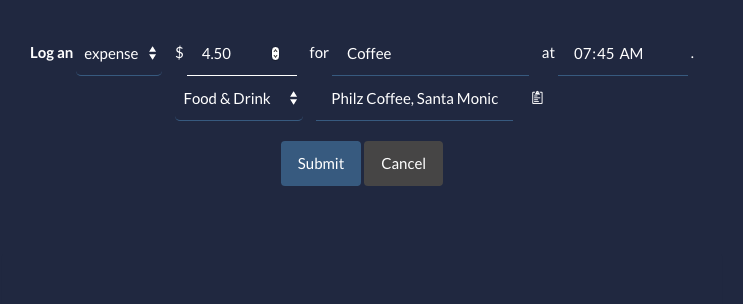 Log an expense $ 4.50 for Coffee at 07:45 AM .
Food & Drink Philz Coffee, Santa Monic
Submit Cancel